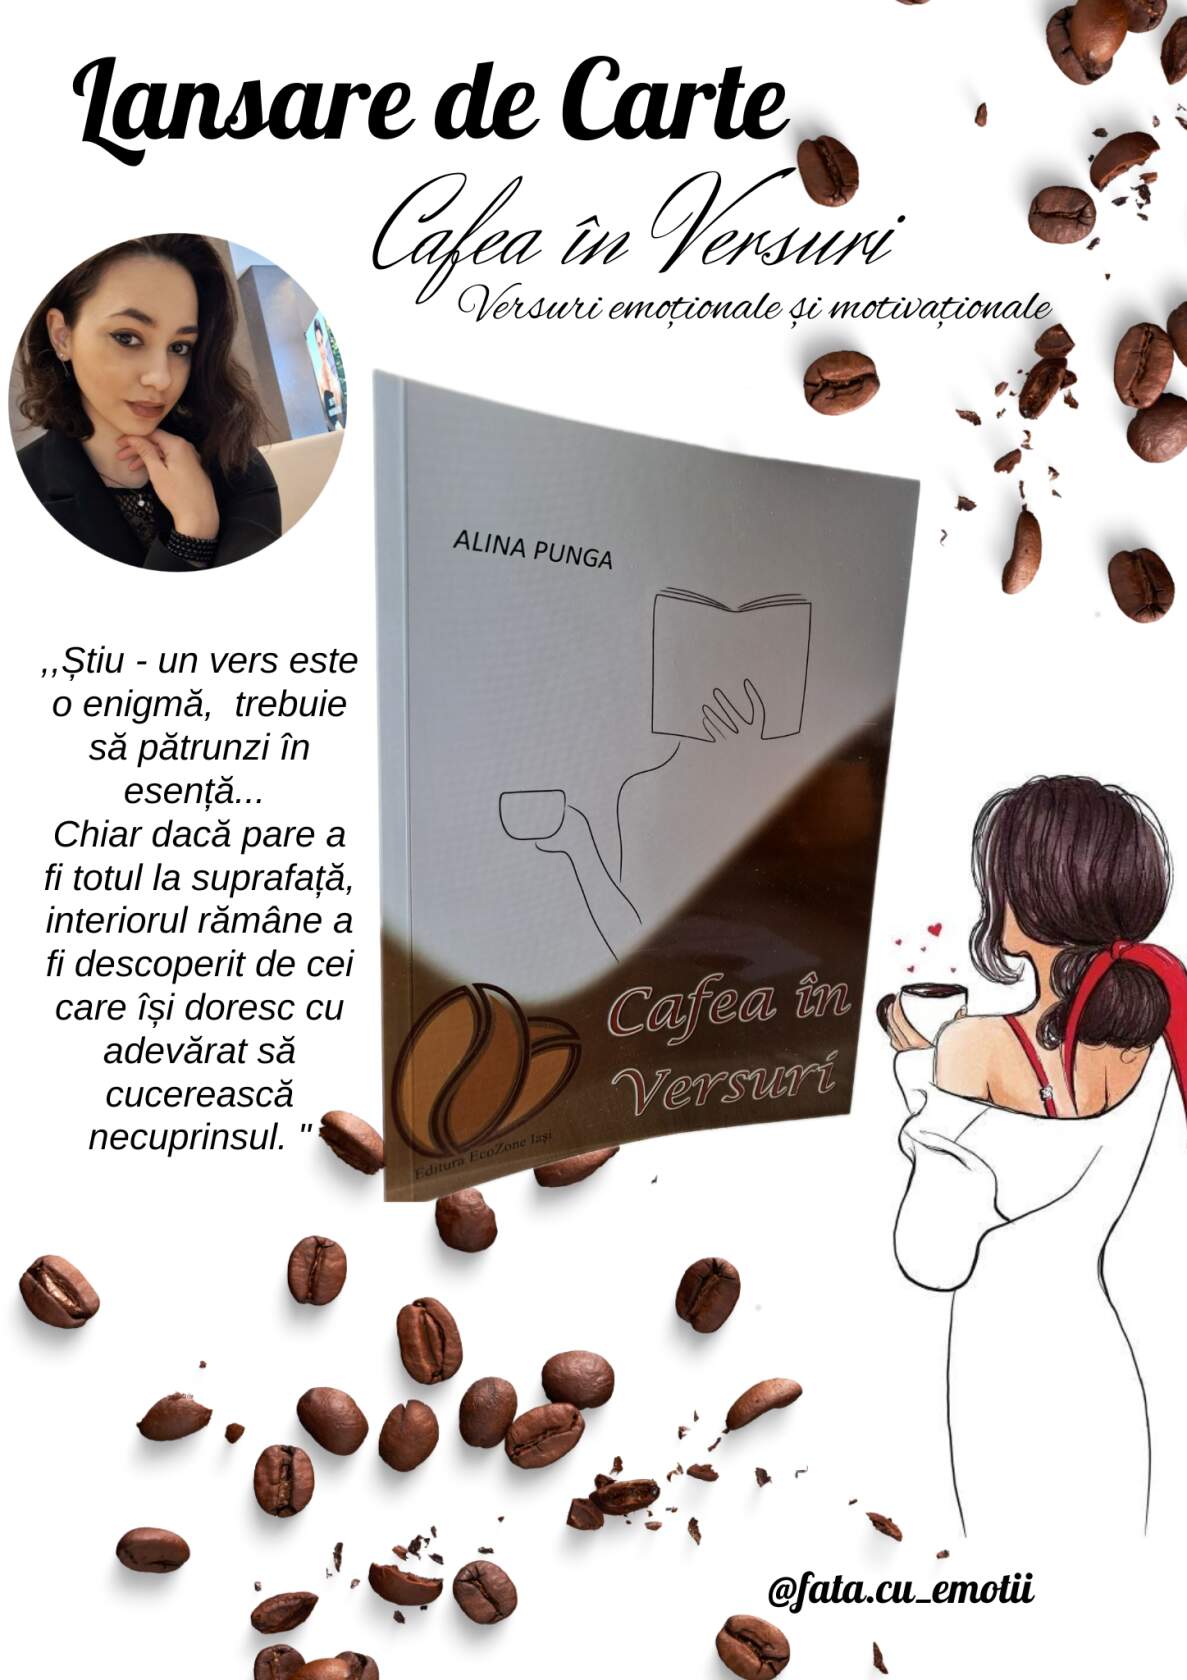 Lansare de Carte
Cafea în Versuri
Versuri emoționale și motivaționale
ALINA PUNGA
,,Știu - un vers este
o enigmă, trebuie
să pătrunzi în
esență...
Chiar dacă pare a
fi totul la suprafață,
interiorul rămâne a
fi descoperit de cei
care își doresc cu
adevărat să
cucerească
necuprinsul. "
Cafea în
Versuri
Editura EcoZone Iași
@fata.cu_emotii